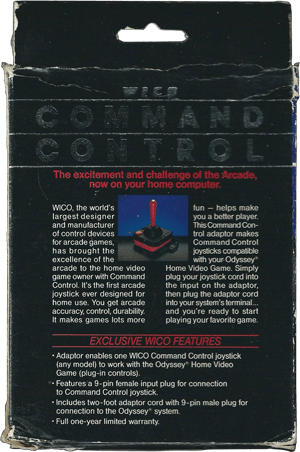 WICO
COMMAND
CONTROL
The excitement and challenge of the Arcade,
now on your home computer.
WICO, the world's
largest designer
and manufacturer
of control devices
for arcade games,
has brought the
excellence of the
arcade to the home video
game owner with Command
Control. It's the first arcade
joystick ever designed for
home use. You get arcade
accuracy, control, durability.
It makes games lots more
fun — helps make
you a better player.
This Command Con-
trol adaptor makes
Command Control
joysticks compatible
with your Odyssey®
Home Video Game. Simply
plug your joystick cord into
the input on the adaptor,
then plug the adaptor cord
into your system's terminal...
and you're ready to start
playing your favorite game.
EXCLUSIVE WICO FEATURES
• Adaptor enables one WICO Command Control joystick
(any model) to work with the Odyssey® Home Video
Game (plug-in controls).
• Features a 9-pin female input plug for connection
to Command Control joystick.
• Includes two-foot adaptor cord with 9-pin male plug for
connection to the Odyssey® system.
• Full one-year limited warranty.